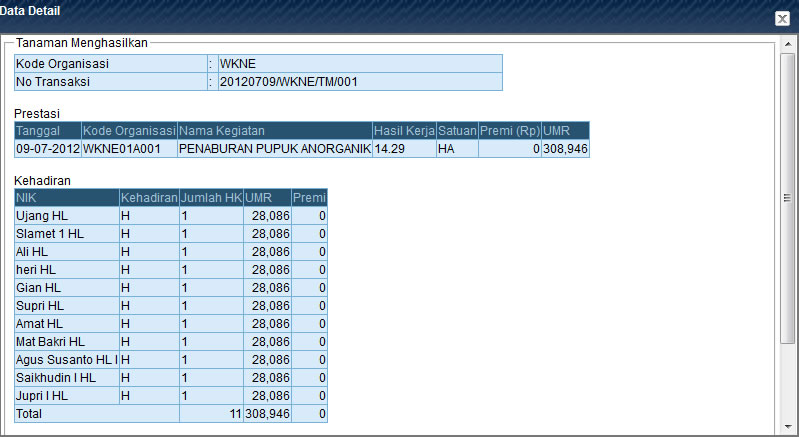 Data Detail
Tanaman Menghasilkan
Kode Organisasi : WKNE
No Transaksi : 20120709/WKNE/TM/001
Prestasi
Tanggal Kode Organisasi Nama Kegiatan Hasil Kerja Satuan Premi (Rp) UMR
09-07-2012 WKNE01A001 PENABURAN PUPUK ANORGANIK 14.29 HA 0 308,946
Kehadiran
NIK Kehadiran Jumlah HK UMR Premi
Ujang HL H 1 28,086 0
Slamet 1 HL H 1 28,086 0
Ali HL H 1 28,086 0
heri HL H 1 28,086 0
Gian HL H 1 28,086 0
Supri HL H 1 28,086 0
Amat HL H 1 28,086 0
Mat Bakri HL H 1 28,086 0
Agus Susanto HL I H 1 28,086 0
Saikhudin I HL H 1 28,086 0
Jupri I HL H 1 28,086 0
Total 11 308,946 0